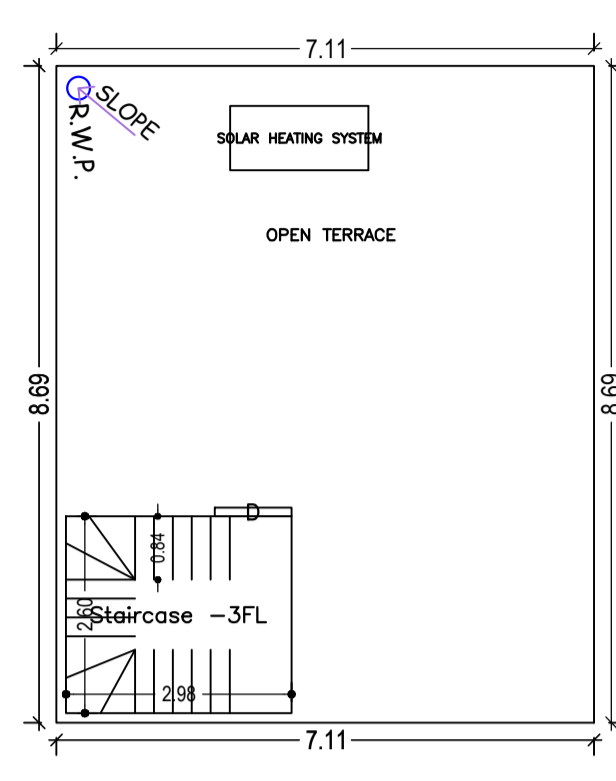 7.11
SLOPE
R.W.P.
SOLAR HEATING SYSTEM
OPEN TERRACE
8.69
8.69
D
0.84
2.60
Staircase -3FL
2.98
7.11